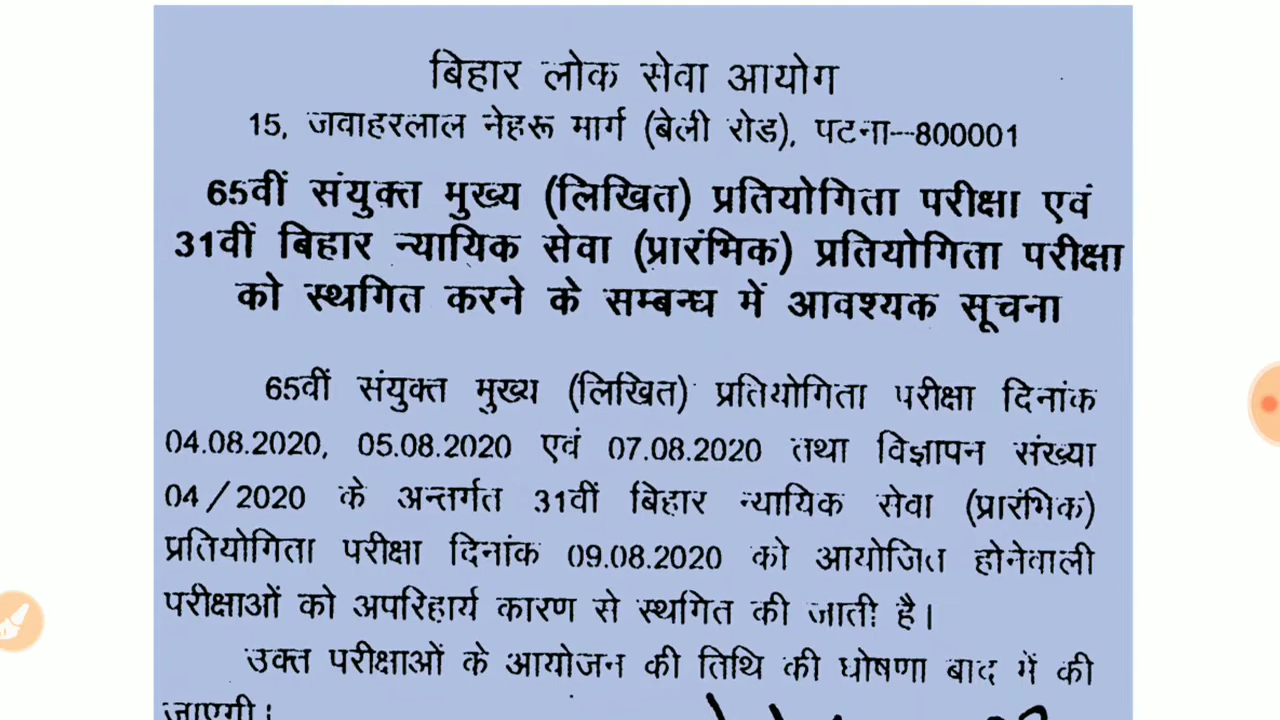 बिहार लोक सेवा आयोग
15, जवाहरलाल नेहरू मार्ग (बेली रोड), पटना--800001
65वीं संयुक्त मुख्य (लिखित) प्रतियोगिता परीक्षा एवं
31वीं बिहार न्यायिक सेवा (प्रारंभिक) प्रतियोगिता परीक्षा
को स्थगित करने के सम्बन्ध में आवश्यक सूचना
65वीं संयुक्त मुख्य (लिखित) प्रतियोगिता परीक्षा दिनांक
04.08.2020, 05.08.2020 एवं 07.08.2020 तथा विज्ञापन संख्या
04/2020 के अन्तर्गत 31वीं बिहार न्यायिक सेवा (प्रारंभिक)
प्रतियोगिता परीक्षा दिनांक 09.08.2020 को आयोजित होनेवाली
परीक्षाओं को अपरिहार्य कारण से स्थगित की जाती है।
उक्त परीक्षाओं के आयोजन की तिथि की घोषणा बाद में की
जाएगी।